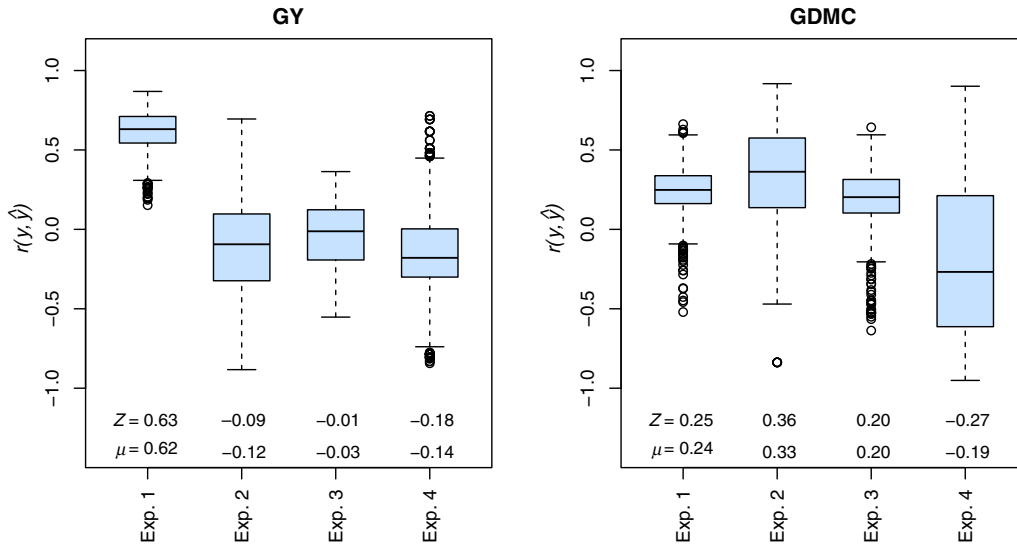 GY
r(y, ŷ)
1.0
0.5
0.0
−0.5
−1.0
Z = 0.63 −0.09 −0.01 −0.18
μ = 0.62 −0.12 −0.03 −0.14
Exp. 1
Exp. 2
Exp. 3
Exp. 4
GDMC
r(y, ŷ)
1.0
0.5
0.0
−0.5
−1.0
Z = 0.25 0.36 0.20 −0.27
μ = 0.24 0.33 0.20 −0.19
Exp. 1
Exp. 2
Exp. 3
Exp. 4